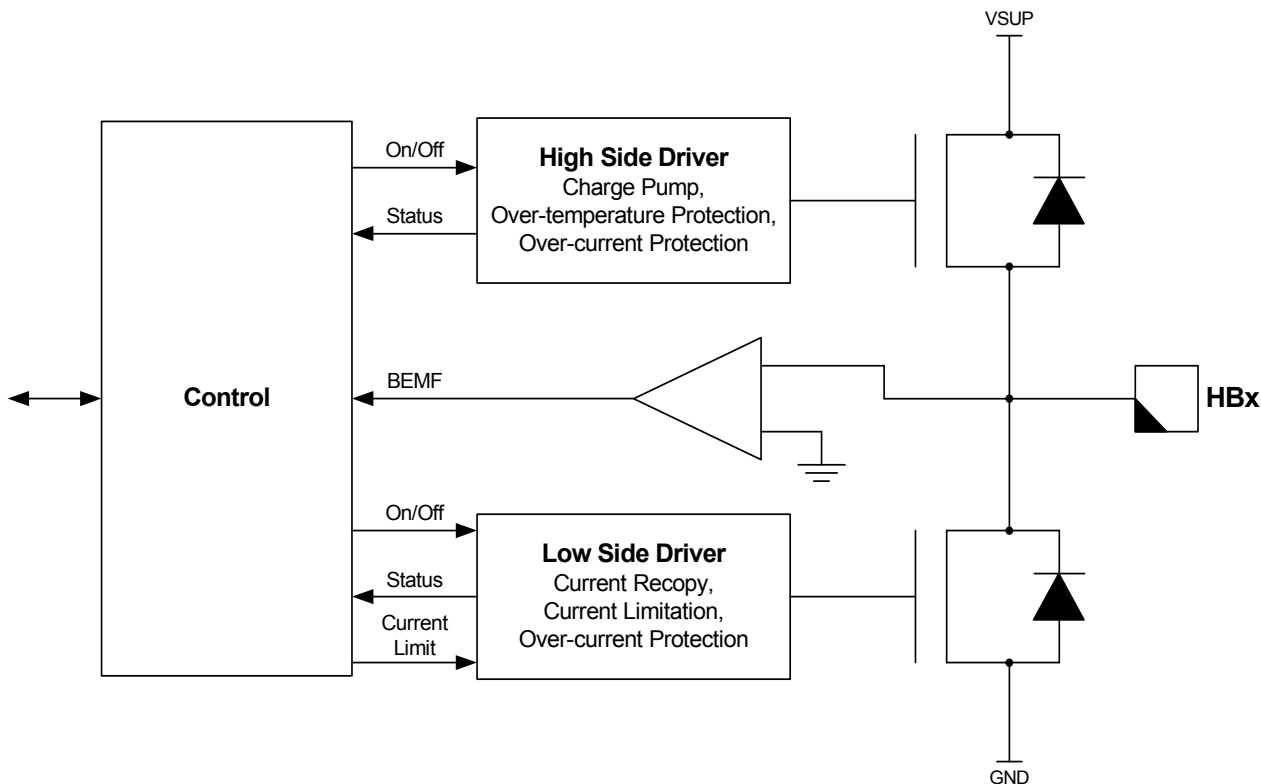 VSUP
On/Off
Status
High Side Driver
Charge Pump,
Over-temperature Protection,
Over-current Protection
Control
BEMF
HBx
On/Off
Status
Current
Limit
Low Side Driver
Current Recopy,
Current Limitation,
Over-current Protection
GND